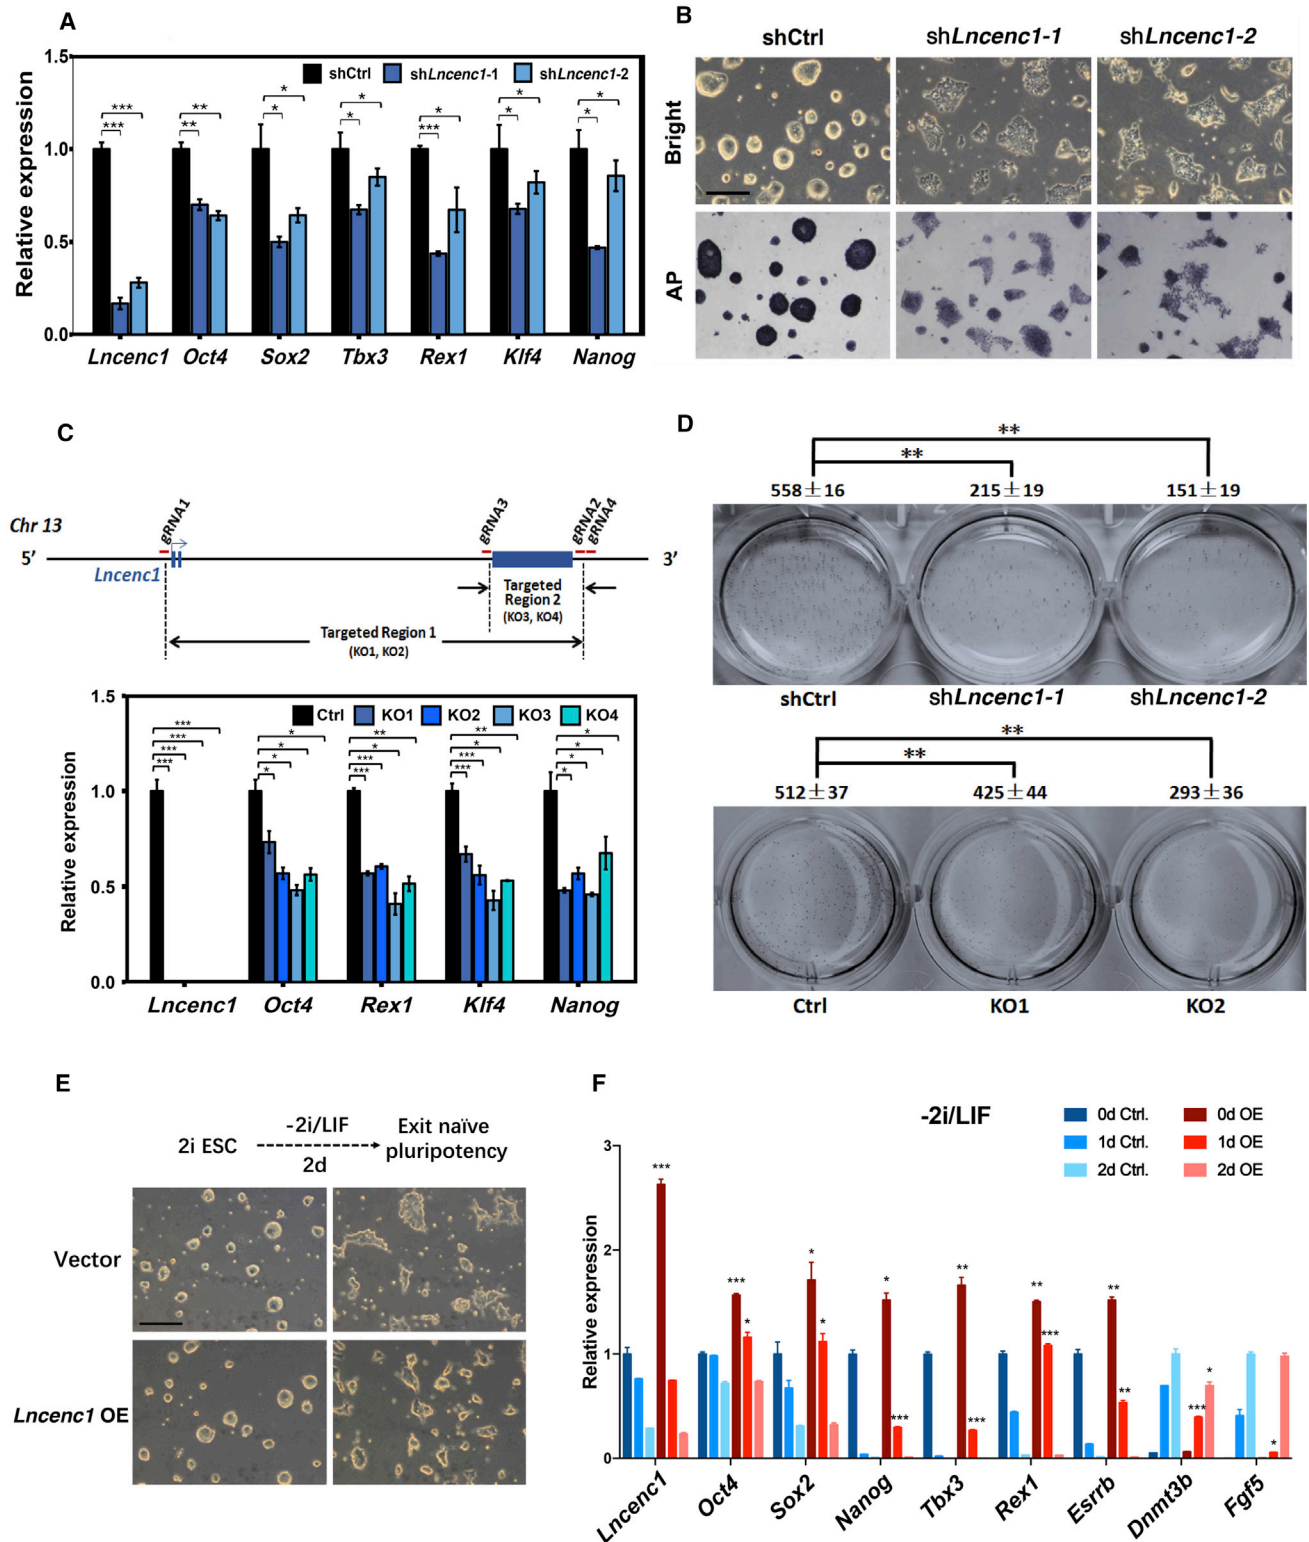 A
1.5
1.0
0.5
0.0
Relative expression
shCtrl shLncenc1-1 shLncenc1-2
*** *** ** ** * * * * *** * * * * *
Lncenc1 Oct4 Sox2 Tbx3 Rex1 Klf4 Nanog
B
shCtrl shLncenc1-1 shLncenc1-2
Bright
AP
C
Chr 13
gRNA1 gRNA3 gRNA2 gRNA4
5’ 3’
Lncenc1
Targeted
Region 2
(KO3, KO4)
Targeted Region 1
(KO1, KO2)
1.5
1.0
0.5
0.0
Relative expression
Ctrl KO1 KO2 KO3 KO4
*** * ** ** *
*** * * * *
*** * *** *** *
*** * *** *** *
Lncenc1 Oct4 Rex1 Klf4 Nanog
D
**
**
558±16 215±19 151±19
shCtrl shLncenc1-1 shLncenc1-2
**
**
512±37 425±44 293±36
Ctrl KO1 KO2
E
2i ESC -2i/LIF Exit naïve
2d pluripotency
Vector
Lncenc1 OE
F
-2i/LIF
0d Ctrl. 0d OE
1d Ctrl. 1d OE
2d Ctrl. 2d OE
3
2
1
0
Relative expression
*** *** * * * *** ** *** ** *** ** ** *** * *
Lncenc1 Oct4 Sox2 Nanog Tbx3 Rex1 Esrrb Dnmt3b Fgf5